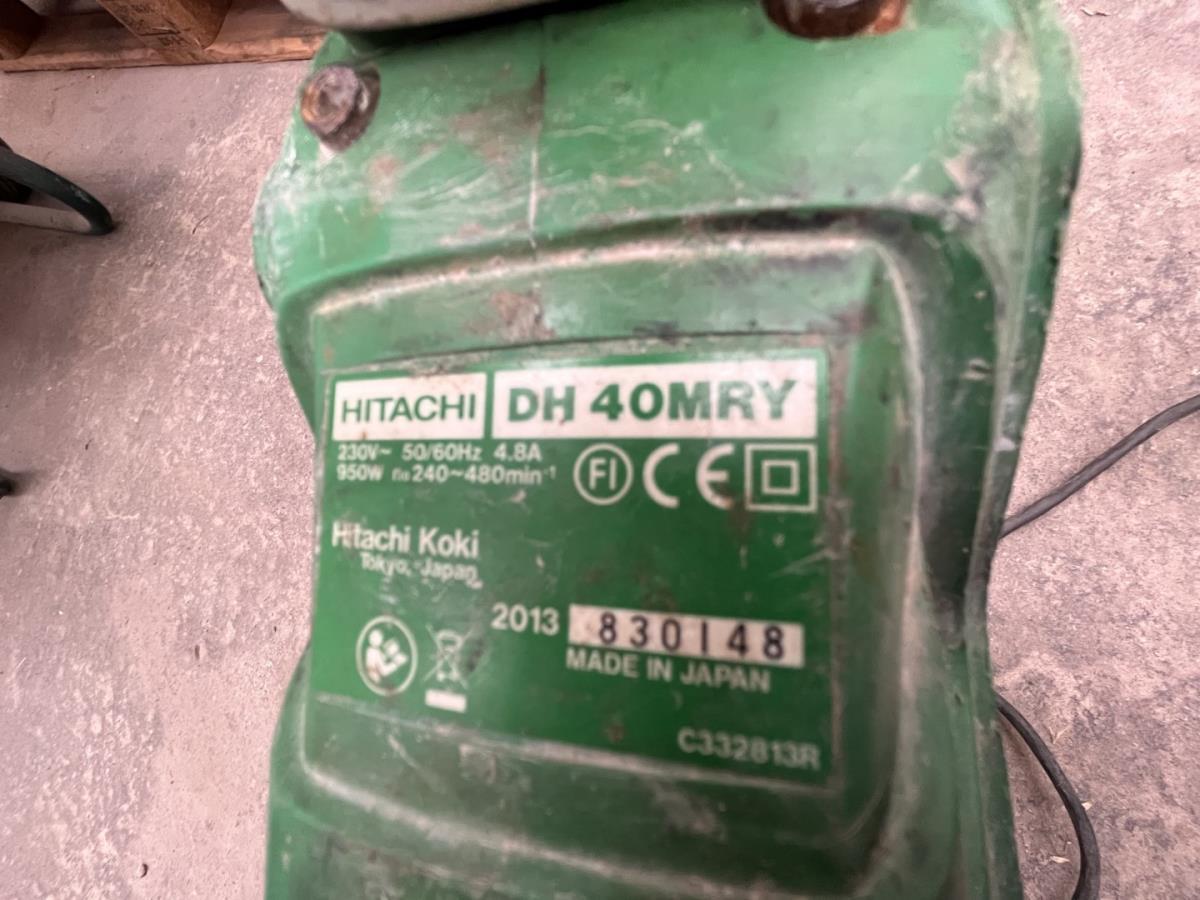 HITACHI DH 40MRY
230V~ 50/60Hz 4.8A
950W n₀ 240~480min⁻¹
FI CE
Hitachi Koki
Tokyo, Japan
2013 830148
MADE IN JAPAN
C332813R